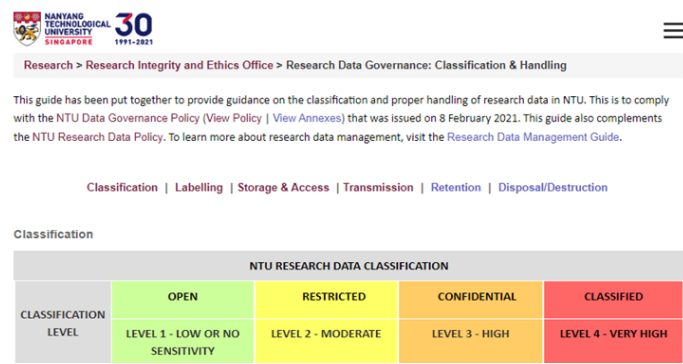 NANYANG
TECHNOLOGICAL
UNIVERSITY
SINGAPORE
30
1991-2021
Research > Research Integrity and Ethics Office > Research Data Governance: Classification & Handling
This guide has been put together to provide guidance on the classification and proper handling of research data in NTU. This is to comply
with the NTU Data Governance Policy (View Policy | View Annexes) that was issued on 8 February 2021. This guide also complements
the NTU Research Data Policy. To learn more about research data management, visit the Research Data Management Guide.
Classification | Labelling | Storage & Access | Transmission | Retention | Disposal/Destruction
Classification
NTU RESEARCH DATA CLASSIFICATION
CLASSIFICATION
LEVEL
OPEN
RESTRICTED
CONFIDENTIAL
CLASSIFIED
LEVEL 1 - LOW OR NO
SENSITIVITY
LEVEL 2 - MODERATE
LEVEL 3 - HIGH
LEVEL 4 - VERY HIGH